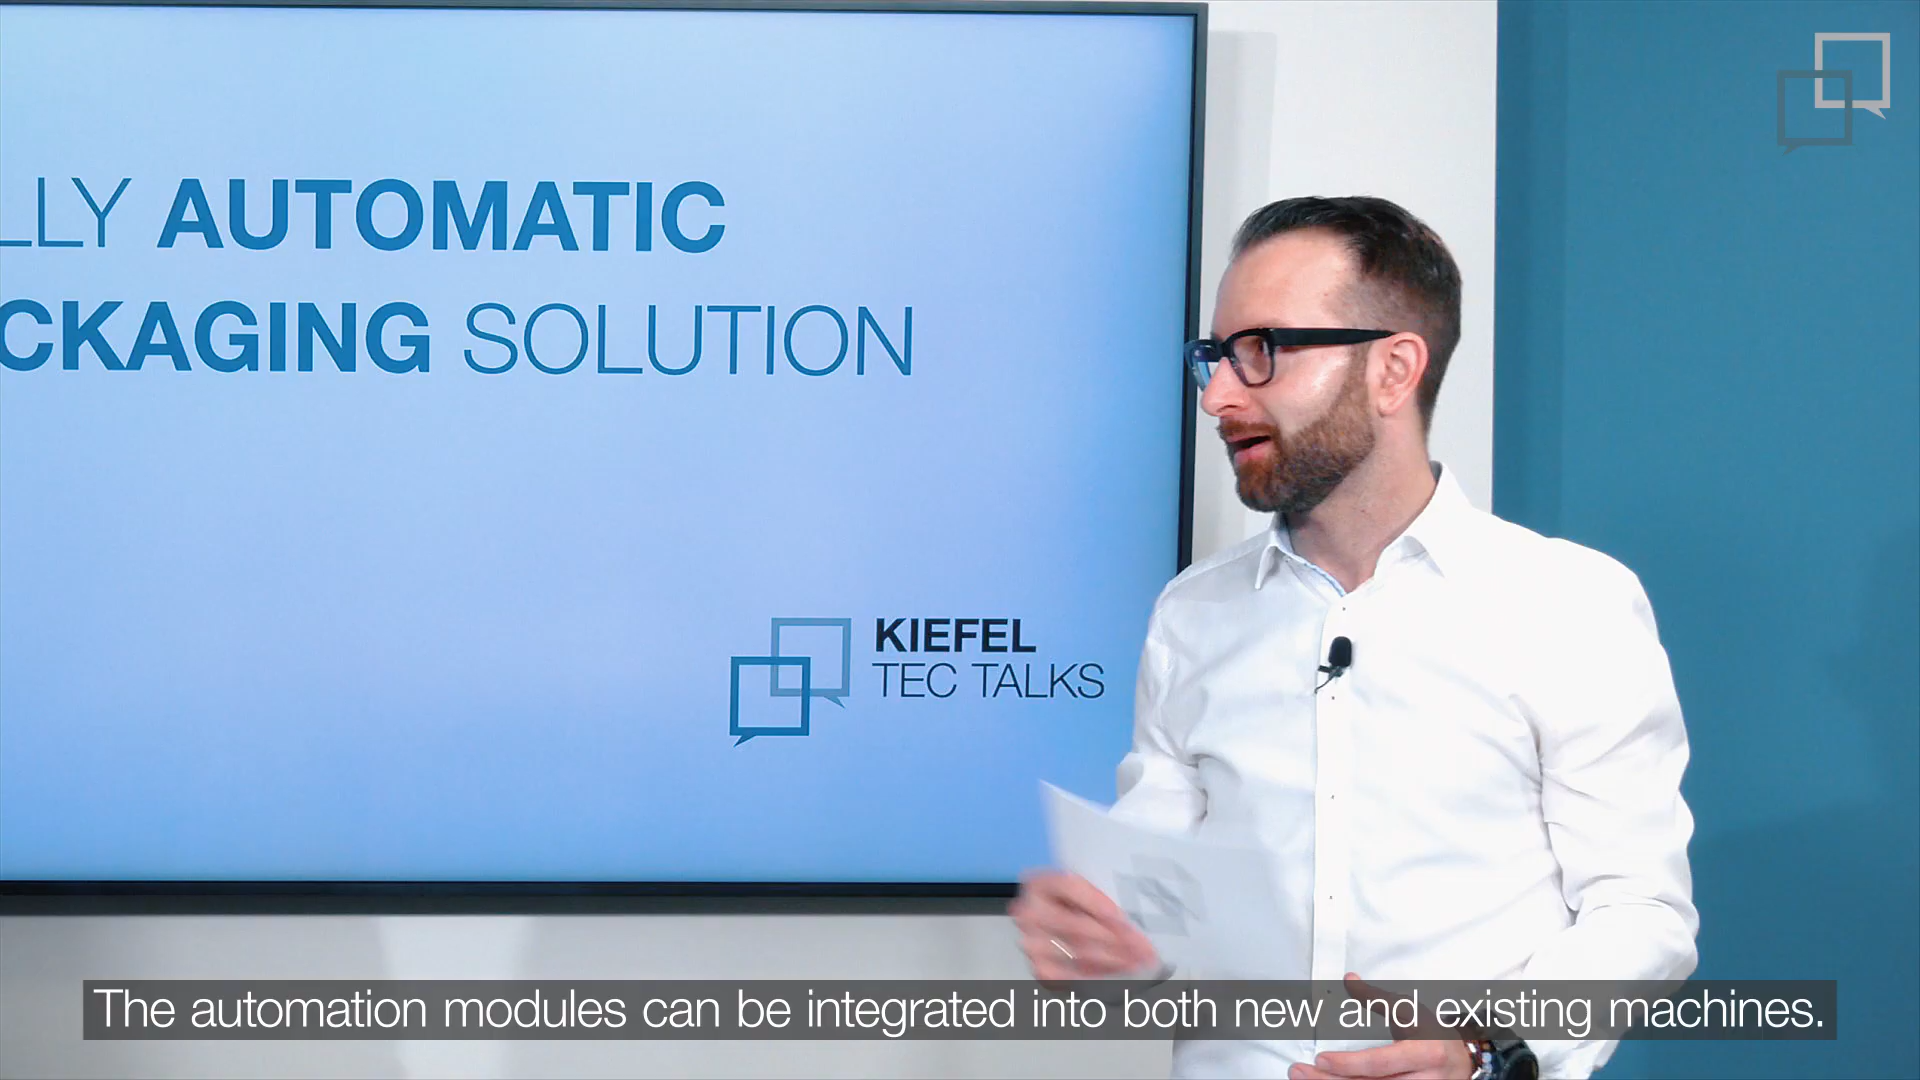 LLY AUTOMATIC
CKAGING SOLUTION
KIEFEL
TEC TALKS
The automation modules can be integrated into both new and existing machines.